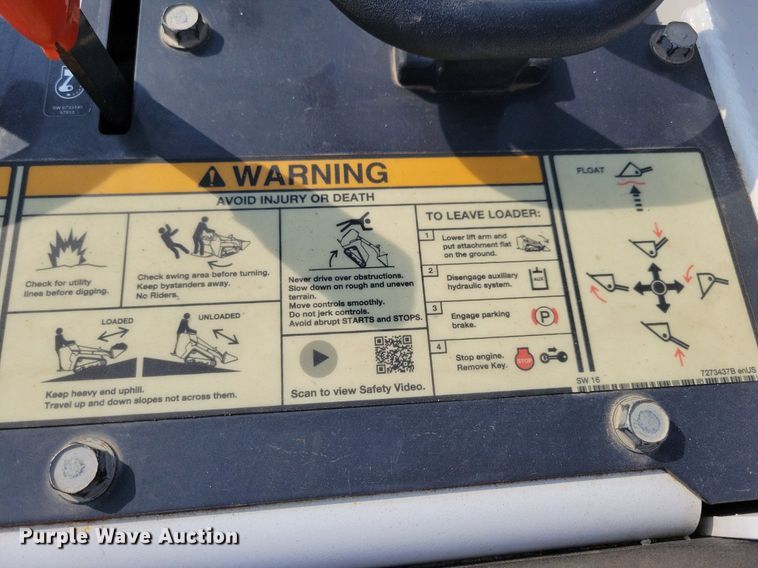 WARNING
AVOID INJURY OR DEATH
Check for utility
lines before digging.
Check swing area before turning.
Keep bystanders away.
No Riders.
LOADED
UNLOADED
Keep heavy end uphill.
Travel up and down slopes not across them.
Never drive over obstructions.
Slow down on rough and uneven
terrain.
Move controls smoothly.
Do not jerk controls.
Avoid abrupt STARTS and STOPS.
Scan to view Safety Video.
TO LEAVE LOADER:
1
Lower lift arm and
put attachment flat
on the ground.
2
Disengage auxiliary
hydraulic system.
AUX
3
Engage parking
brake.
P
4
Stop engine.
Remove Key.
STOP
FLOAT
SW 16
7273437B enUS
Purple Wave Auction